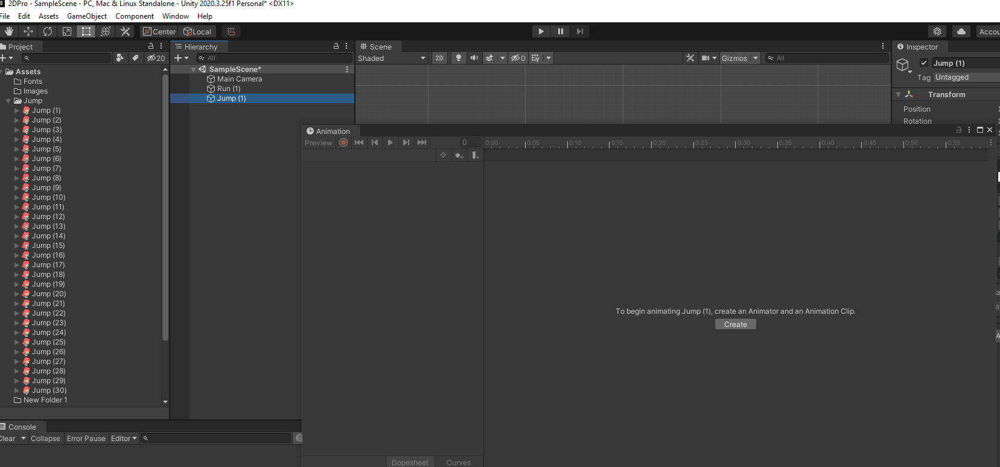 2DPro - SampleScene - PC, Mac & Linux Standalone - Unity 2020.3.25f1 Personal* <DX11>
File Edit Assets GameObject Component Window Help
Center Local Accou
Project
20
Assets
Fonts
Images
Jump
Jump (1)
Jump (2)
Jump (3)
Jump (4)
Jump (5)
Jump (6)
Jump (7)
Jump (8)
Jump (9)
Jump (10)
Jump (11)
Jump (12)
Jump (13)
Jump (14)
Jump (15)
Jump (16)
Jump (17)
Jump (18)
Jump (19)
Jump (20)
Jump (21)
Jump (22)
Jump (23)
Jump (24)
Jump (25)
Jump (26)
Jump (27)
Jump (28)
Jump (29)
Jump (30)
New Folder 1
Hierarchy
All
SampleScene*
Main Camera
Run (1)
Jump (1)
Scene
Shaded 2D 0 Gizmos All
Inspector
Jump (1)
Tag Untagged
Transform
Position
Rotation
Animation
Preview 0 0:00 0:05 0:10 0:15 0:20 0:25 0:30 0:35 0:40 0:45 0:50 0:55
To begin animating Jump (1), create an Animator and an Animation Clip.
Create
Dopesheet Curves
Console
Clear Collapse Error Pause Editor